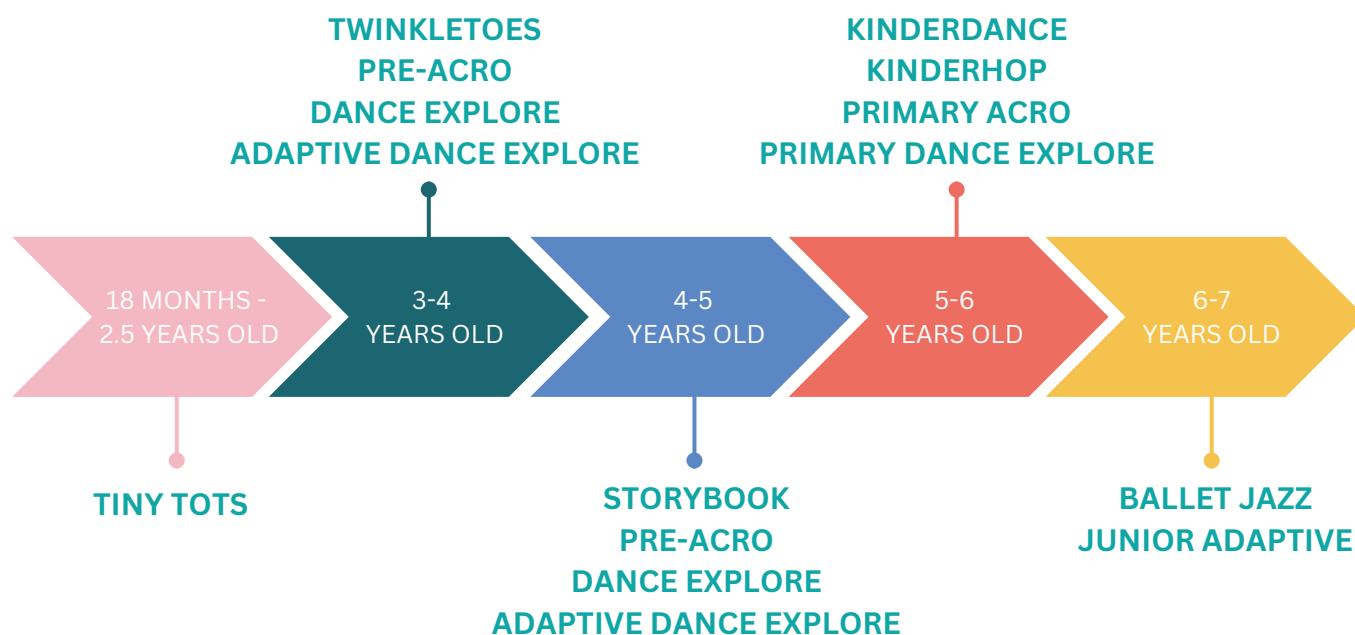 TWINKLETOES
PRE-ACRO
DANCE EXPLORE
ADAPTIVE DANCE EXPLORE
KINDERDANCE
KINDERHOP
PRIMARY ACRO
PRIMARY DANCE EXPLORE
18 MONTHS -
2.5 YEARS OLD
3-4
YEARS OLD
4-5
YEARS OLD
5-6
YEARS OLD
6-7
YEARS OLD
TINY TOTS
STORYBOOK
PRE-ACRO
DANCE EXPLORE
ADAPTIVE DANCE EXPLORE
BALLET JAZZ
JUNIOR ADAPTIVE